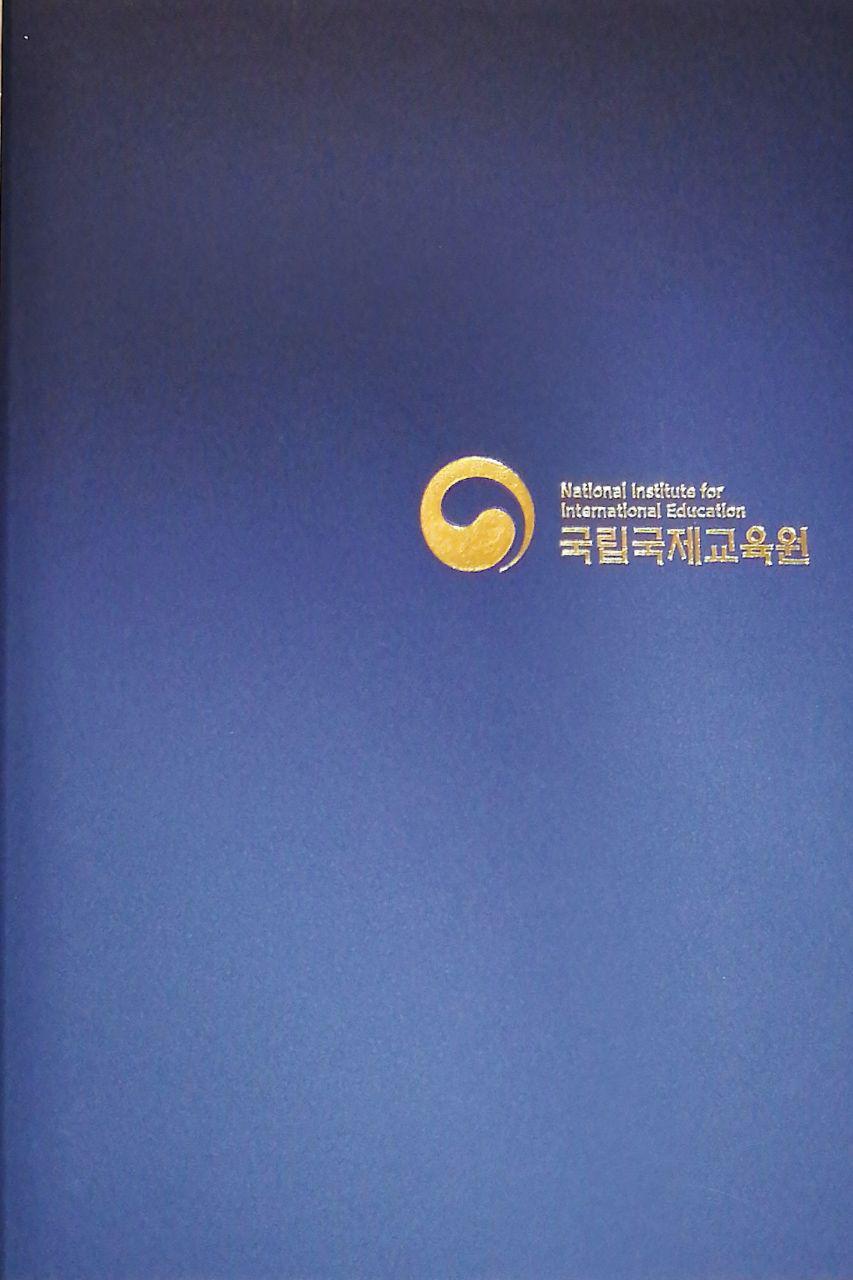 National Institute for
International Education
국립국제교육원